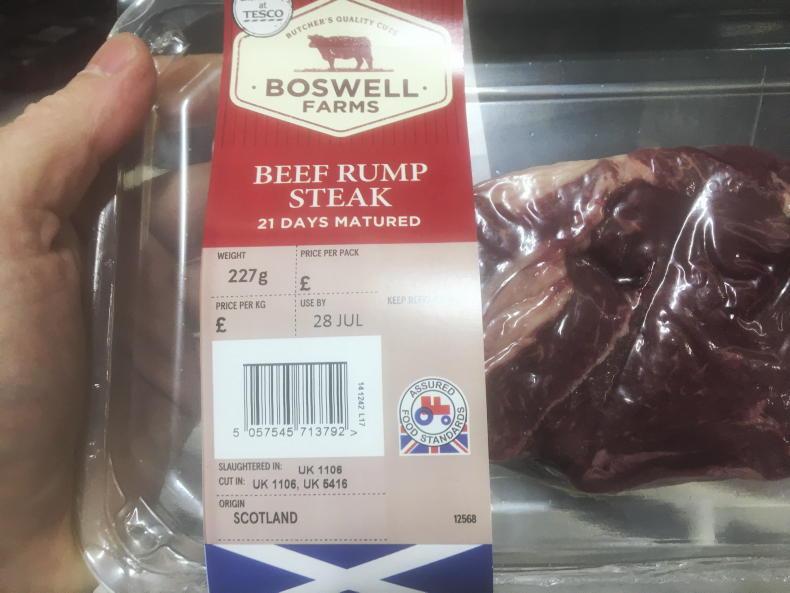 at
TESCO
BUTCHER'S QUALITY CUTS
BOSWELL
FARMS
BEEF RUMP
STEAK
21 DAYS MATURED
WEIGHT
227g
PRICE PER PACK
£
PRICE PER KG
£
USE BY
28 JUL
KEEP
14 1242 L17
5 057545 713792 >
ASSURED
FOOD STANDARDS
SLAUGHTERED IN: UK 1106
CUT IN: UK 1106, UK 5416
ORIGIN
SCOTLAND
12568